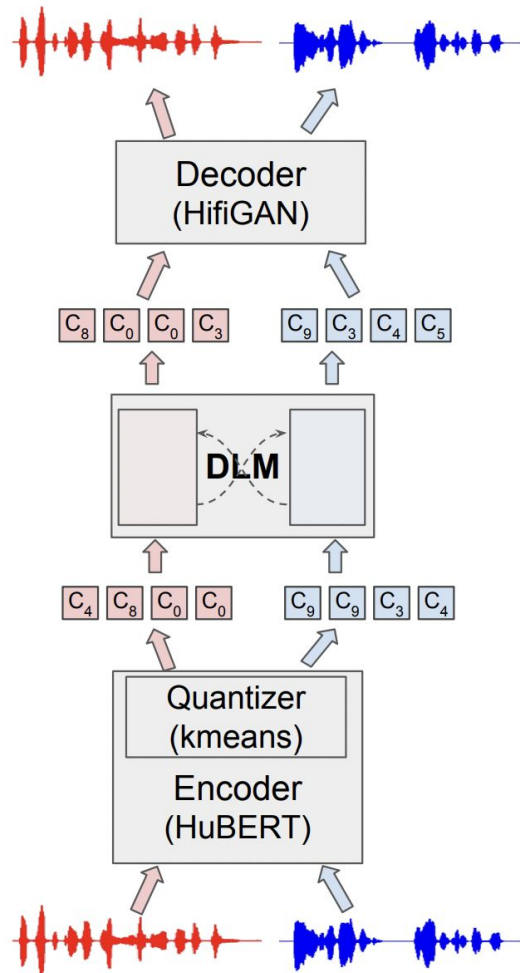 Decoder
(HifiGAN)
C8 C0 C0 C3 C9 C3 C4 C5
DLM
C4 C8 C0 C0 C9 C9 C3 C4
Quantizer
(kmeans)
Encoder
(HuBERT)